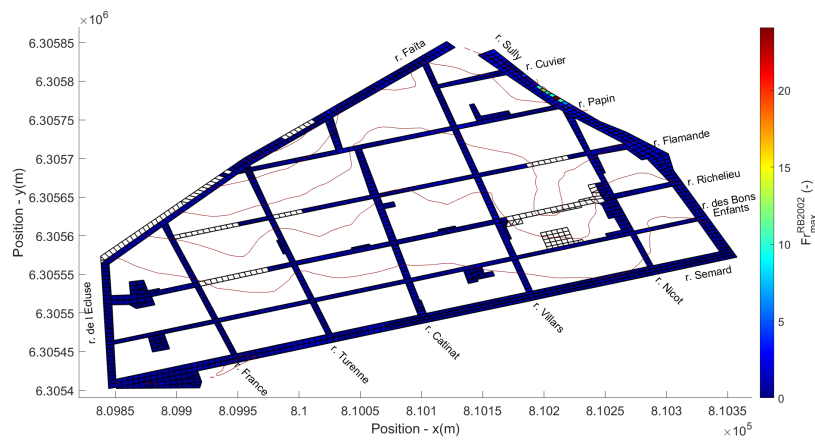 ×10⁶
6.30585
6.3058
6.30575
6.3057
6.30565
6.3056
6.30555
6.3055
6.30545
6.3054
Position - y(m)
r. Faïta
r. Sully
r. Cuvier
r. Papin
r. Flamande
r. Richelieu
r. des Bons
Enfants
r. Semard
r. Nicot
r. Villars
r. Catinat
r. Turenne
r. France
r. de l Ecluse
8.0985 8.099 8.0995 8.1 8.1005 8.101 8.1015 8.102 8.1025 8.103 8.1035
Position - x(m)
×10⁵
20
15
10
5
0
Fr_max^RB2002 (-)